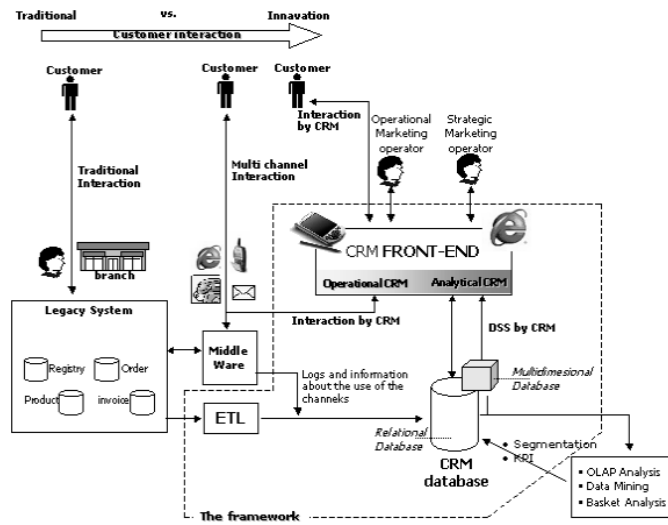 Traditional vs. Innavation
Customer interaction
Customer
Customer
Customer
Interaction
by CRM
Operational
Marketing
operator
Strategic
Marketing
operator
Traditional
Interaction
Multi channel
Interaction
CRM FRONT-END
Operational CRM
Analytical CRM
branch
Legacy System
Registry
Order
Product
invoice
Interaction by CRM
DSS by CRM
Middle
Ware
Logs and information
about the use of the
channeks
Multidimesional
Database
ETL
Relational
Database
CRM
database
• Segmentation
• KPI
• OLAP Analysis
• Data Mining
• Basket Analysis
The framework